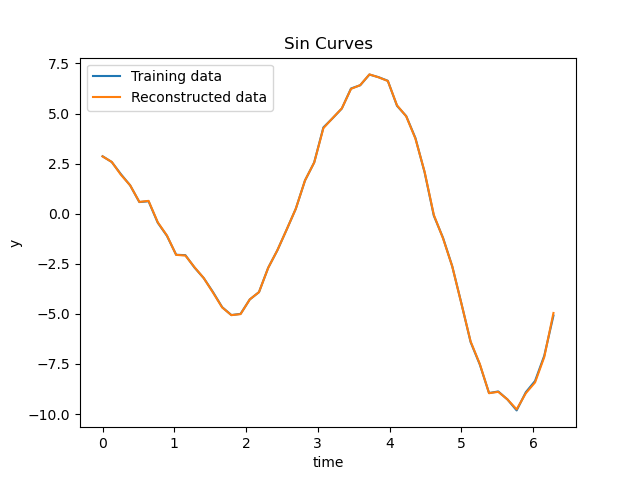 Sin Curves
Training data
Reconstructed data
7.5
5.0
2.5
0.0
−2.5
−5.0
−7.5
−10.0
y
0 1 2 3 4 5 6
time